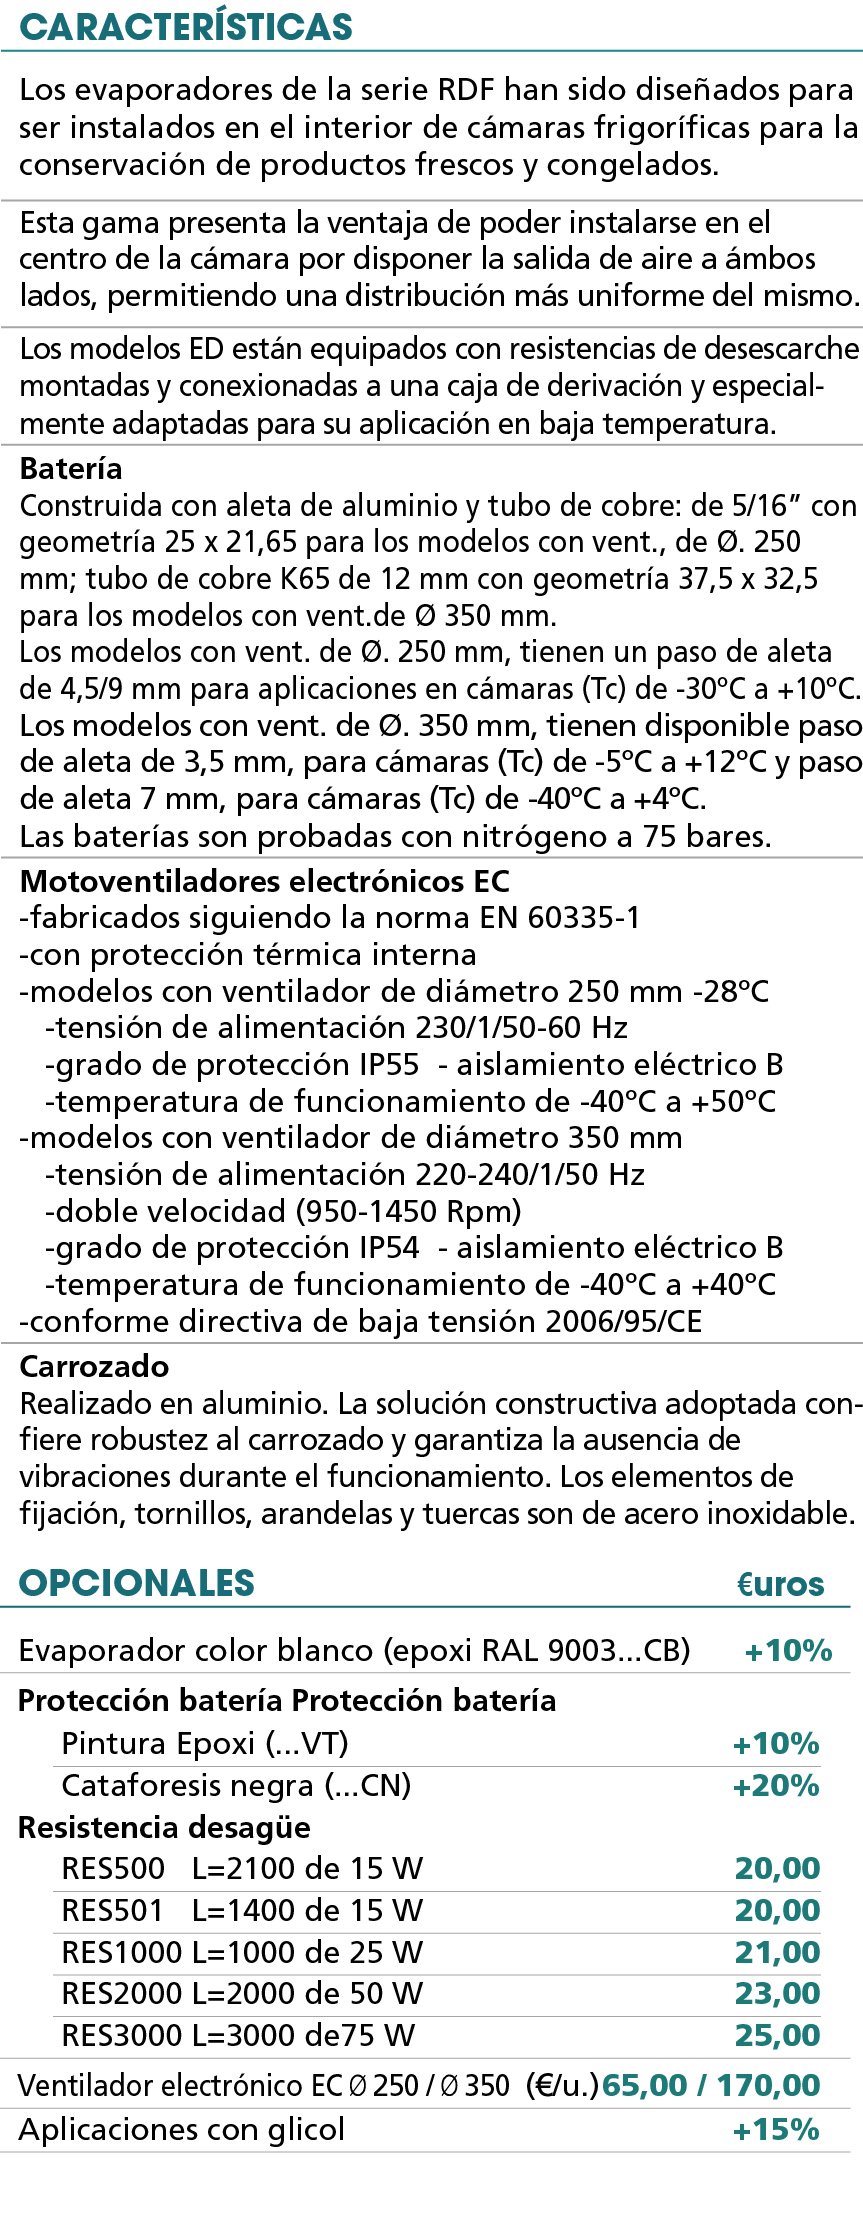 CARACTERÍSTICAS
Los evaporadores de la serie RDF han sido diseñados para
ser instalados en el interior de cámaras frigoríficas para la
conservación de productos frescos y congelados.
Esta gama presenta la ventaja de poder instalarse en el
centro de la cámara por disponer la salida de aire a ámbos
lados, permitiendo una distribución más uniforme del mismo.
Los modelos ED están equipados con resistencias de desescarche
montadas y conexionadas a una caja de derivación y especial-
mente adaptadas para su aplicación en baja temperatura.
Batería
Construida con aleta de aluminio y tubo de cobre: de 5/16” con
geometría 25 x 21,65 para los modelos con vent., de Ø. 250
mm; tubo de cobre K65 de 12 mm con geometría 37,5 x 32,5
para los modelos con vent.de Ø 350 mm.
Los modelos con vent. de Ø. 250 mm, tienen un paso de aleta
de 4,5/9 mm para aplicaciones en cámaras (Tc) de -30ºC a +10ºC.
Los modelos con vent. de Ø. 350 mm, tienen disponible paso
de aleta de 3,5 mm, para cámaras (Tc) de -5ºC a +12ºC y paso
de aleta 7 mm, para cámaras (Tc) de -40ºC a +4ºC.
Las baterías son probadas con nitrógeno a 75 bares.
Motoventiladores electrónicos EC
-fabricados siguiendo la norma EN 60335-1
-con protección térmica interna
-modelos con ventilador de diámetro 250 mm -28ºC
-tensión de alimentación 230/1/50-60 Hz
-grado de protección IP55 - aislamiento eléctrico B
-temperatura de funcionamiento de -40ºC a +50ºC
-modelos con ventilador de diámetro 350 mm
-tensión de alimentación 220-240/1/50 Hz
-doble velocidad (950-1450 Rpm)
-grado de protección IP54 - aislamiento eléctrico B
-temperatura de funcionamiento de -40ºC a +40ºC
-conforme directiva de baja tensión 2006/95/CE
Carrozado
Realizado en aluminio. La solución constructiva adoptada con-
fiere robustez al carrozado y garantiza la ausencia de
vibraciones durante el funcionamiento. Los elementos de
fijación, tornillos, arandelas y tuercas son de acero inoxidable.
OPCIONALES €uros
Evaporador color blanco (epoxi RAL 9003...CB) +10%
Protección batería Protección batería
Pintura Epoxi (...VT) +10%
Cataforesis negra (...CN) +20%
Resistencia desagüe
RES500 L=2100 de 15 W 20,00
RES501 L=1400 de 15 W 20,00
RES1000 L=1000 de 25 W 21,00
RES2000 L=2000 de 50 W 23,00
RES3000 L=3000 de75 W 25,00
Ventilador electrónico EC Ø 250 / Ø 350 (€/u.) 65,00 / 170,00
Aplicaciones con glicol +15%